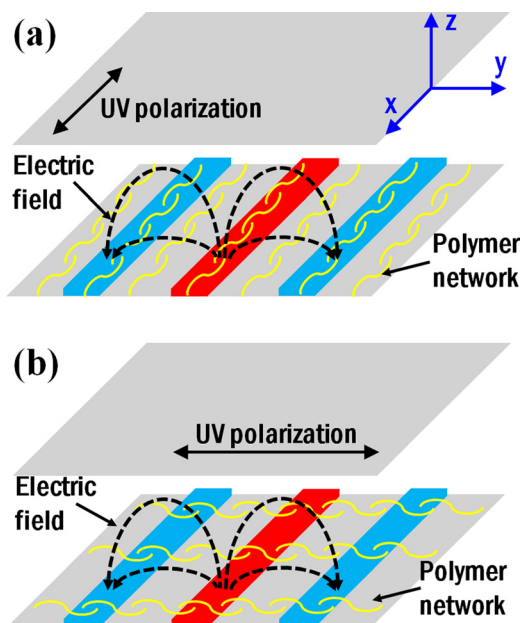 (a)
z
y
x
UV polarization
Electric
field
Polymer
network
(b)
UV polarization
Electric
field
Polymer
network